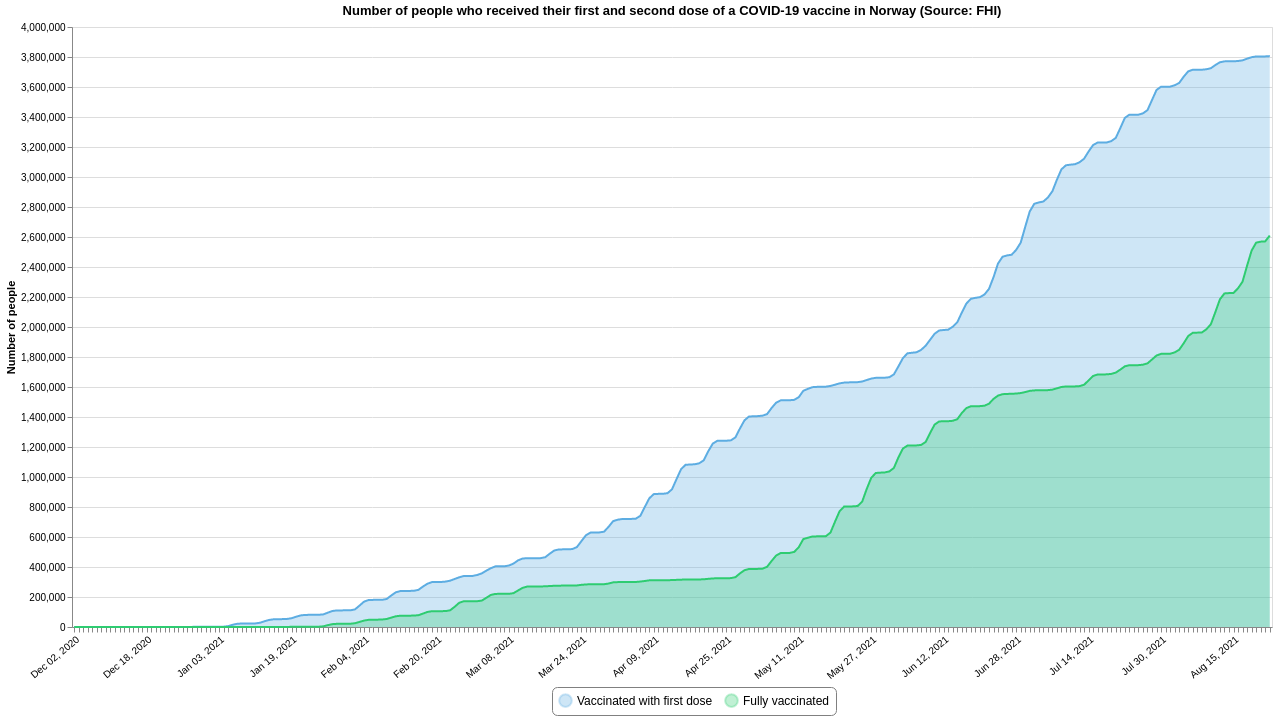 Number of people who received their first and second dose of a COVID-19 vaccine in Norway (Source: FHI)
Number of people
4,000,000
3,800,000
3,600,000
3,400,000
3,200,000
3,000,000
2,800,000
2,600,000
2,400,000
2,200,000
2,000,000
1,800,000
1,600,000
1,400,000
1,200,000
1,000,000
800,000
600,000
400,000
200,000
0
Dec 02, 2020
Dec 18, 2020
Jan 03, 2021
Jan 19, 2021
Feb 04, 2021
Feb 20, 2021
Mar 08, 2021
Mar 24, 2021
Apr 09, 2021
Apr 25, 2021
May 11, 2021
May 27, 2021
Jun 12, 2021
Jun 28, 2021
Jul 14, 2021
Jul 30, 2021
Aug 15, 2021
Vaccinated with first dose
Fully vaccinated